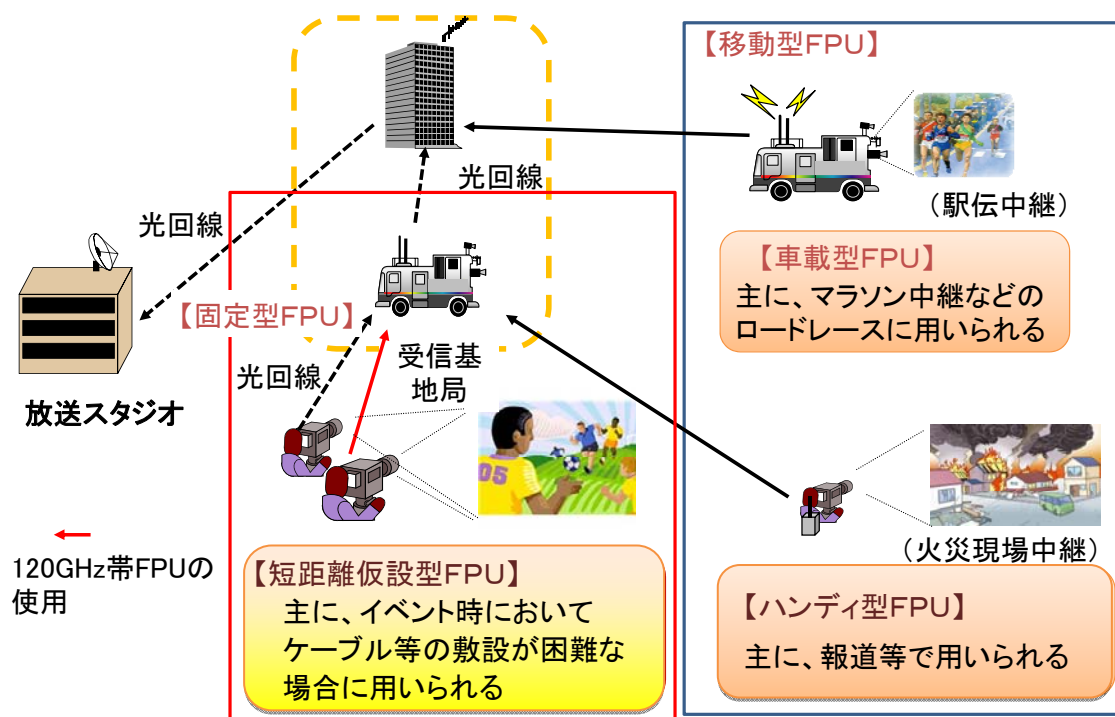 【移動型FPU】
(駅伝中継)
【車載型FPU】
主に、マラソン中継などの
ロードレースに用いられる
光回線
光回線
【固定型FPU】
受信基
地局
光回線
放送スタジオ
05
120GHz帯FPUの
使用
【短距離仮設型FPU】
主に、イベント時において
ケーブル等の敷設が困難な
場合に用いられる
(火災現場中継)
【ハンディ型FPU】
主に、報道等で用いられる